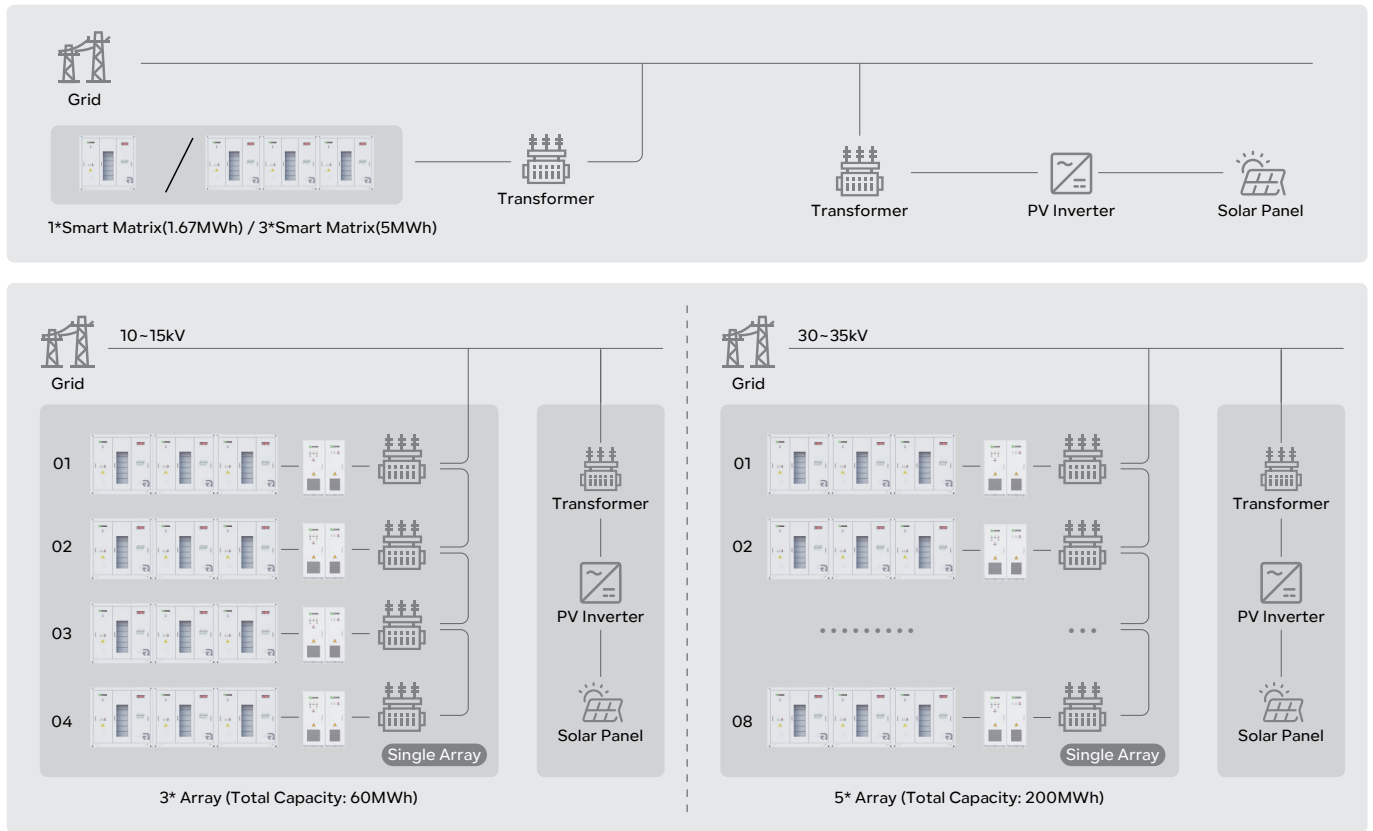 Grid
Transformer
1*Smart Matrix(1.67MWh) / 3*Smart Matrix(5MWh)
Transformer
PV Inverter
Solar Panel
10~15kV
Grid
01
02
03
04
Single Array
Transformer
PV Inverter
Solar Panel
3* Array (Total Capacity: 60MWh)
30~35kV
Grid
01
02
08
Single Array
Transformer
PV Inverter
Solar Panel
5* Array (Total Capacity: 200MWh)